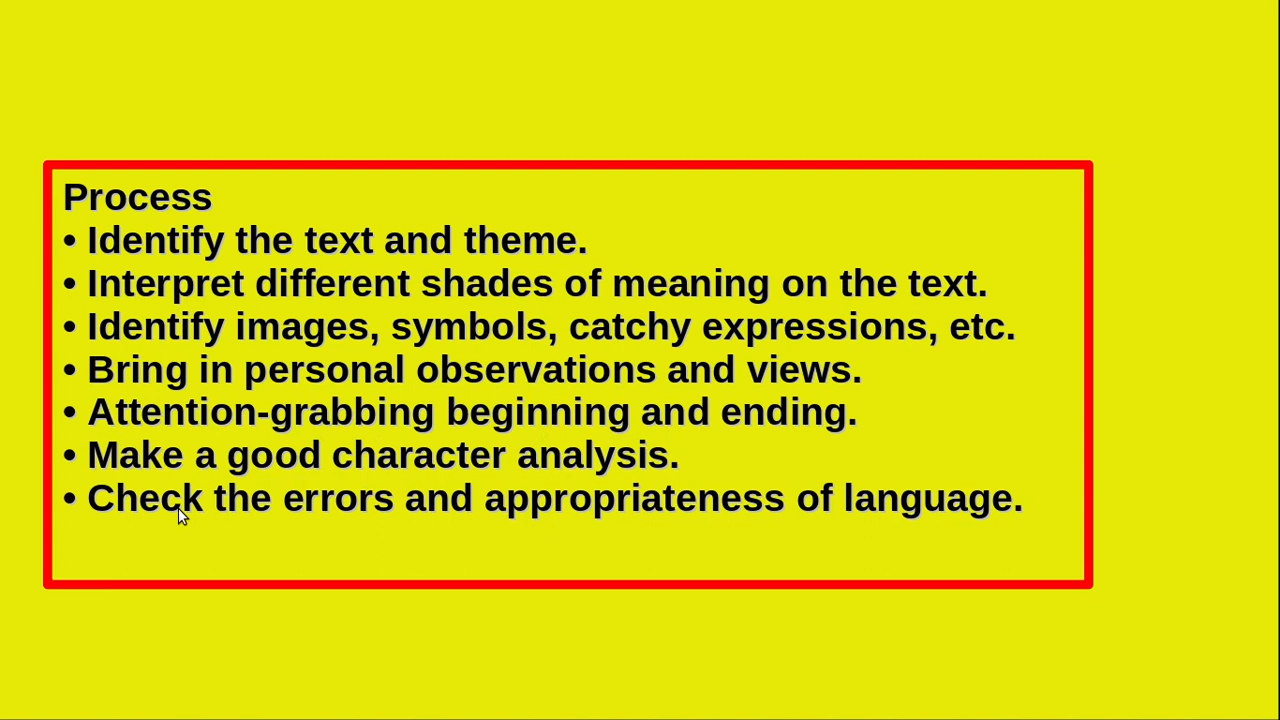 Process
• Identify the text and theme.
• Interpret different shades of meaning on the text.
• Identify images, symbols, catchy expressions, etc.
• Bring in personal observations and views.
• Attention-grabbing beginning and ending.
• Make a good character analysis.
• Check the errors and appropriateness of language.